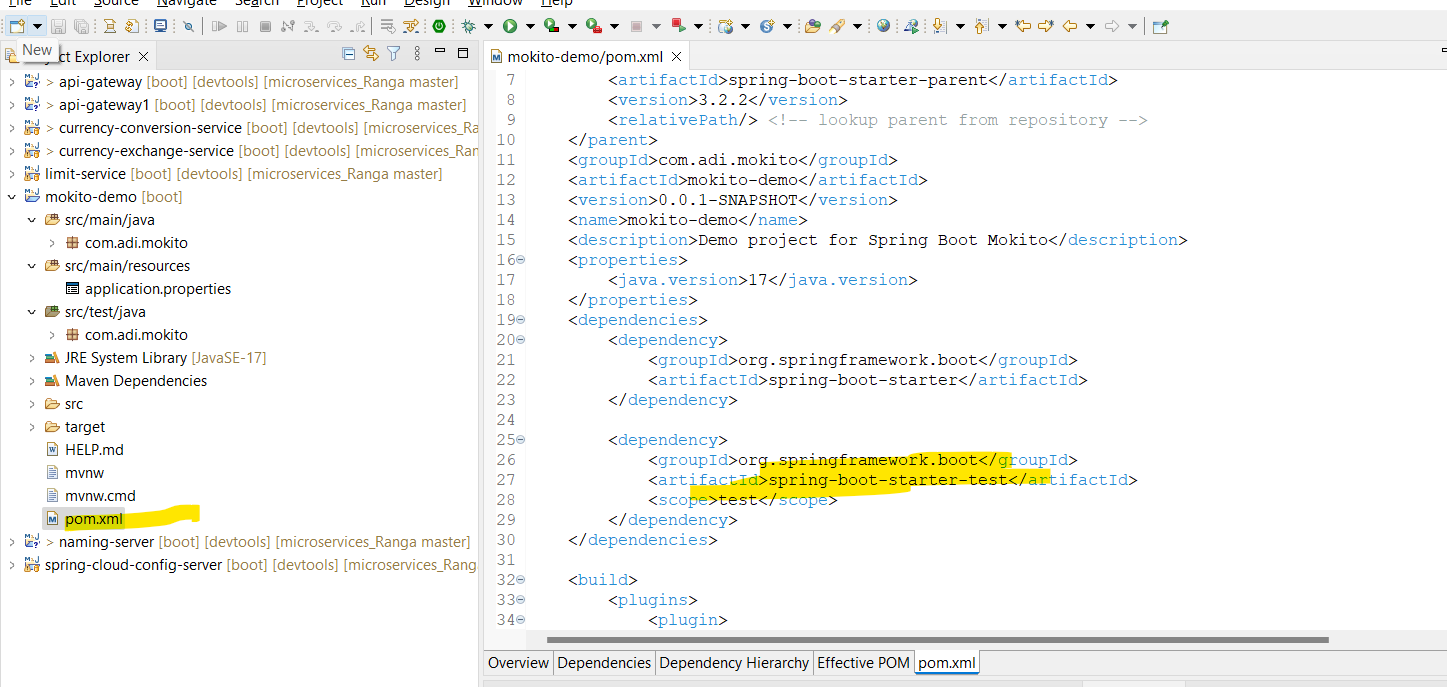 File Edit Source Navigate Search Project Run Design Window Help
New
ct Explorer
> api-gateway [boot] [devtools] [microservices_Ranga master]
> api-gateway1 [boot] [devtools] [microservices_Ranga master]
> currency-conversion-service [boot] [devtools] [microservices_Ra
> currency-exchange-service [boot] [devtools] [microservices_Ran
limit-service [boot] [devtools] [microservices_Ranga master]
mokito-demo [boot]
src/main/java
com.adi.mokito
src/main/resources
application.properties
src/test/java
com.adi.mokito
JRE System Library [JavaSE-17]
Maven Dependencies
src
target
HELP.md
mvnw
mvnw.cmd
pom.xml
> naming-server [boot] [devtools] [microservices_Ranga master]
spring-cloud-config-server [boot] [devtools] [microservices_Rang
mokito-demo/pom.xml
7 <artifactId>spring-boot-starter-parent</artifactId>
8 <version>3.2.2</version>
9 <relativePath/> <!-- lookup parent from repository -->
10 </parent>
11 <groupId>com.adi.mokito</groupId>
12 <artifactId>mokito-demo</artifactId>
13 <version>0.0.1-SNAPSHOT</version>
14 <name>mokito-demo</name>
15 <description>Demo project for Spring Boot Mokito</description>
16 <properties>
17 <java.version>17</java.version>
18 </properties>
19 <dependencies>
20 <dependency>
21 <groupId>org.springframework.boot</groupId>
22 <artifactId>spring-boot-starter</artifactId>
23 </dependency>
24
25 <dependency>
26 <groupId>org.springframework.boot</groupId>
27 <artifactId>spring-boot-starter-test</artifactId>
28 <scope>test</scope>
29 </dependency>
30 </dependencies>
31
32 <build>
33 <plugins>
34 <plugin>
Overview Dependencies Dependency Hierarchy Effective POM pom.xml